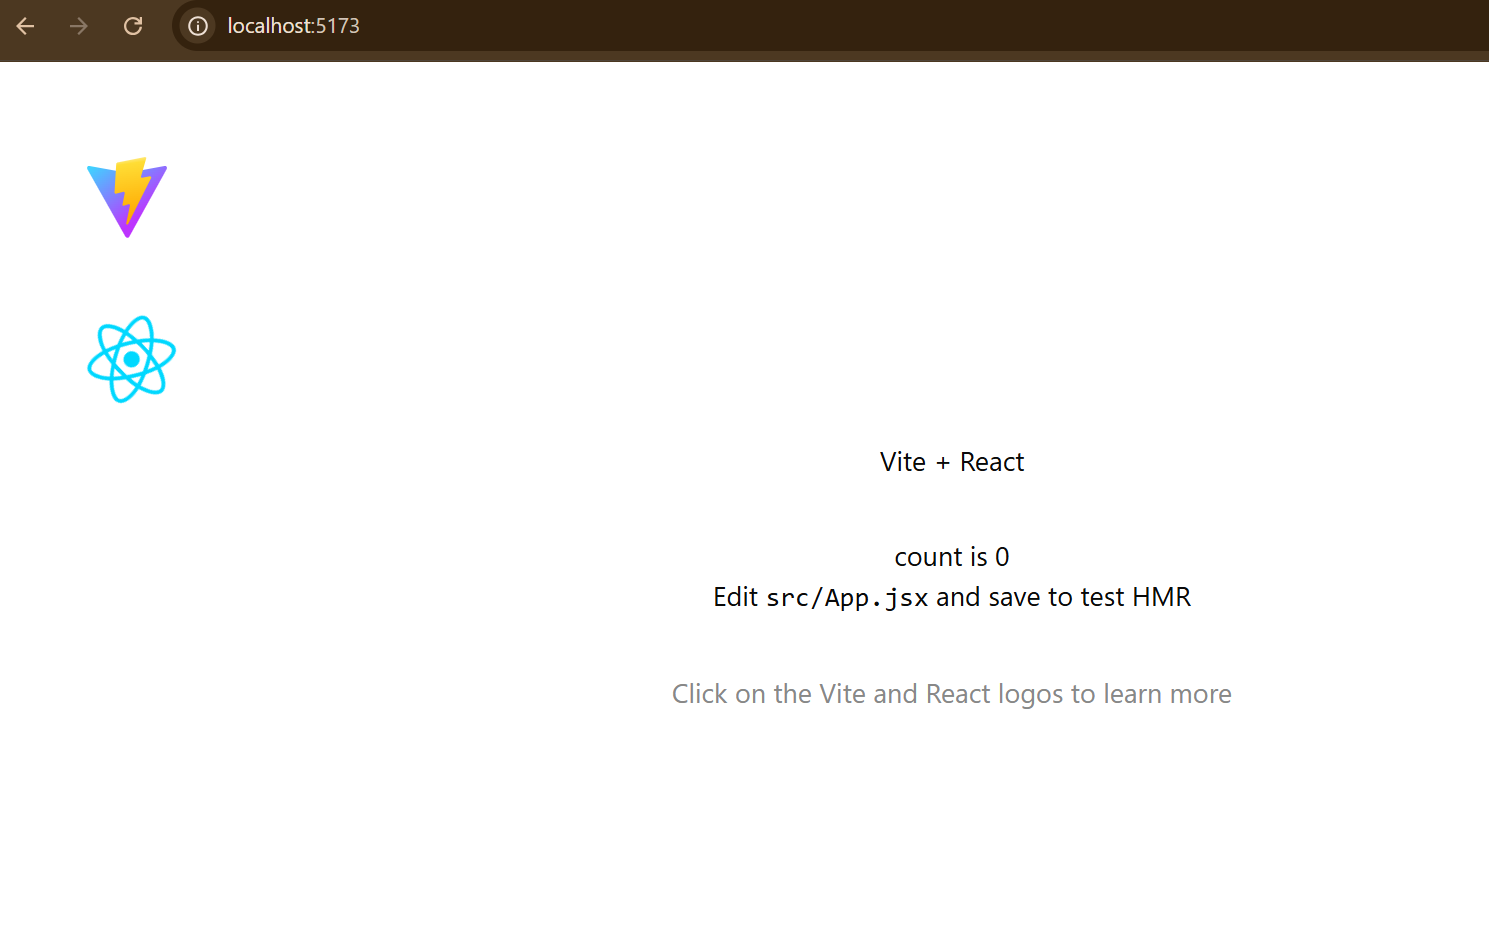 localhost:5173
Vite + React
count is 0
Edit src/App.jsx and save to test HMR
Click on the Vite and React logos to learn more